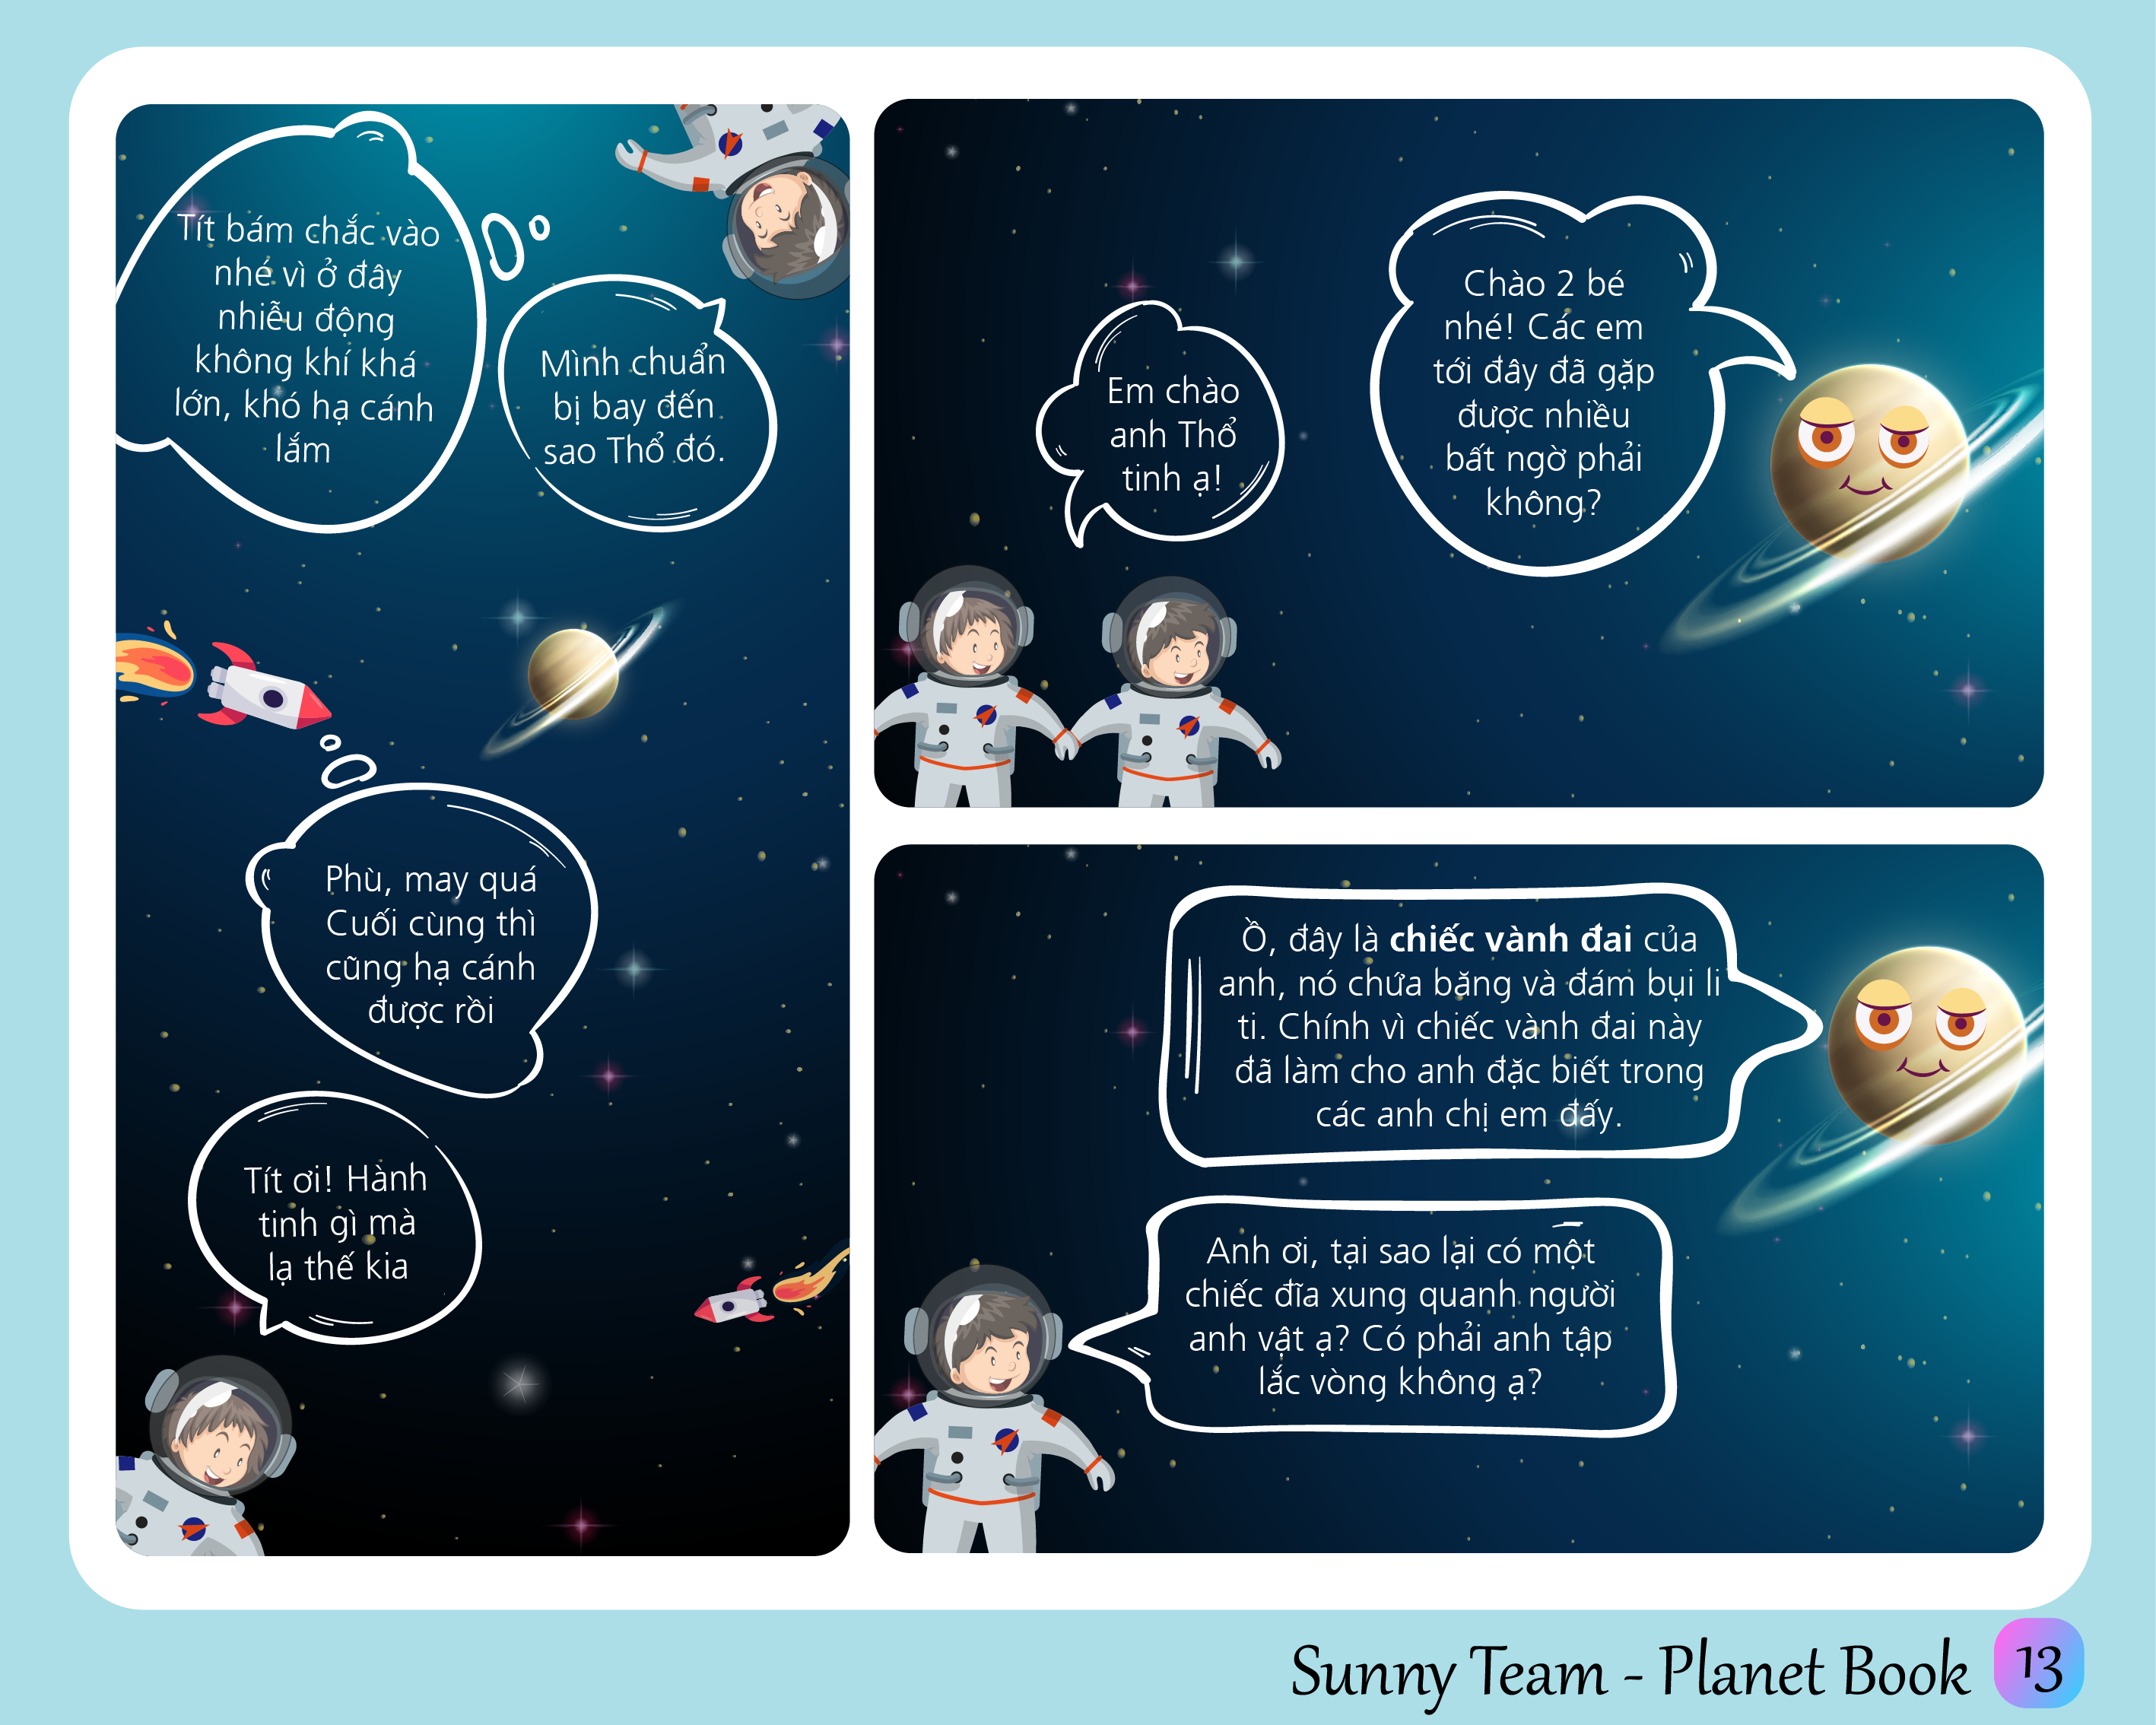 Tít bám chắc vào
nhé vì ở đây
nhiễu động
không khí khá
lớn, khó hạ cánh
lắm
Mình chuẩn
bị bay đến
sao Thổ đó.
Phù, may quá
Cuối cùng thì
cũng hạ cánh
được rồi
Tít ơi! Hành
tinh gì mà
lạ thế kia
Em chào
anh Thổ
tinh ạ!
Chào 2 bé
nhé! Các em
tới đây đã gặp
được nhiều
bất ngờ phải
không?
Ồ, đây là chiếc vành đai của
anh, nó chứa băng và đám bụi li
ti. Chính vì chiếc vành đai này
đã làm cho anh đặc biết trong
các anh chị em đấy.
Anh ơi, tại sao lại có một
chiếc đĩa xung quanh người
anh vật ạ? Có phải anh tập
lắc vòng không ạ?
Sunny Team - Planet Book 13